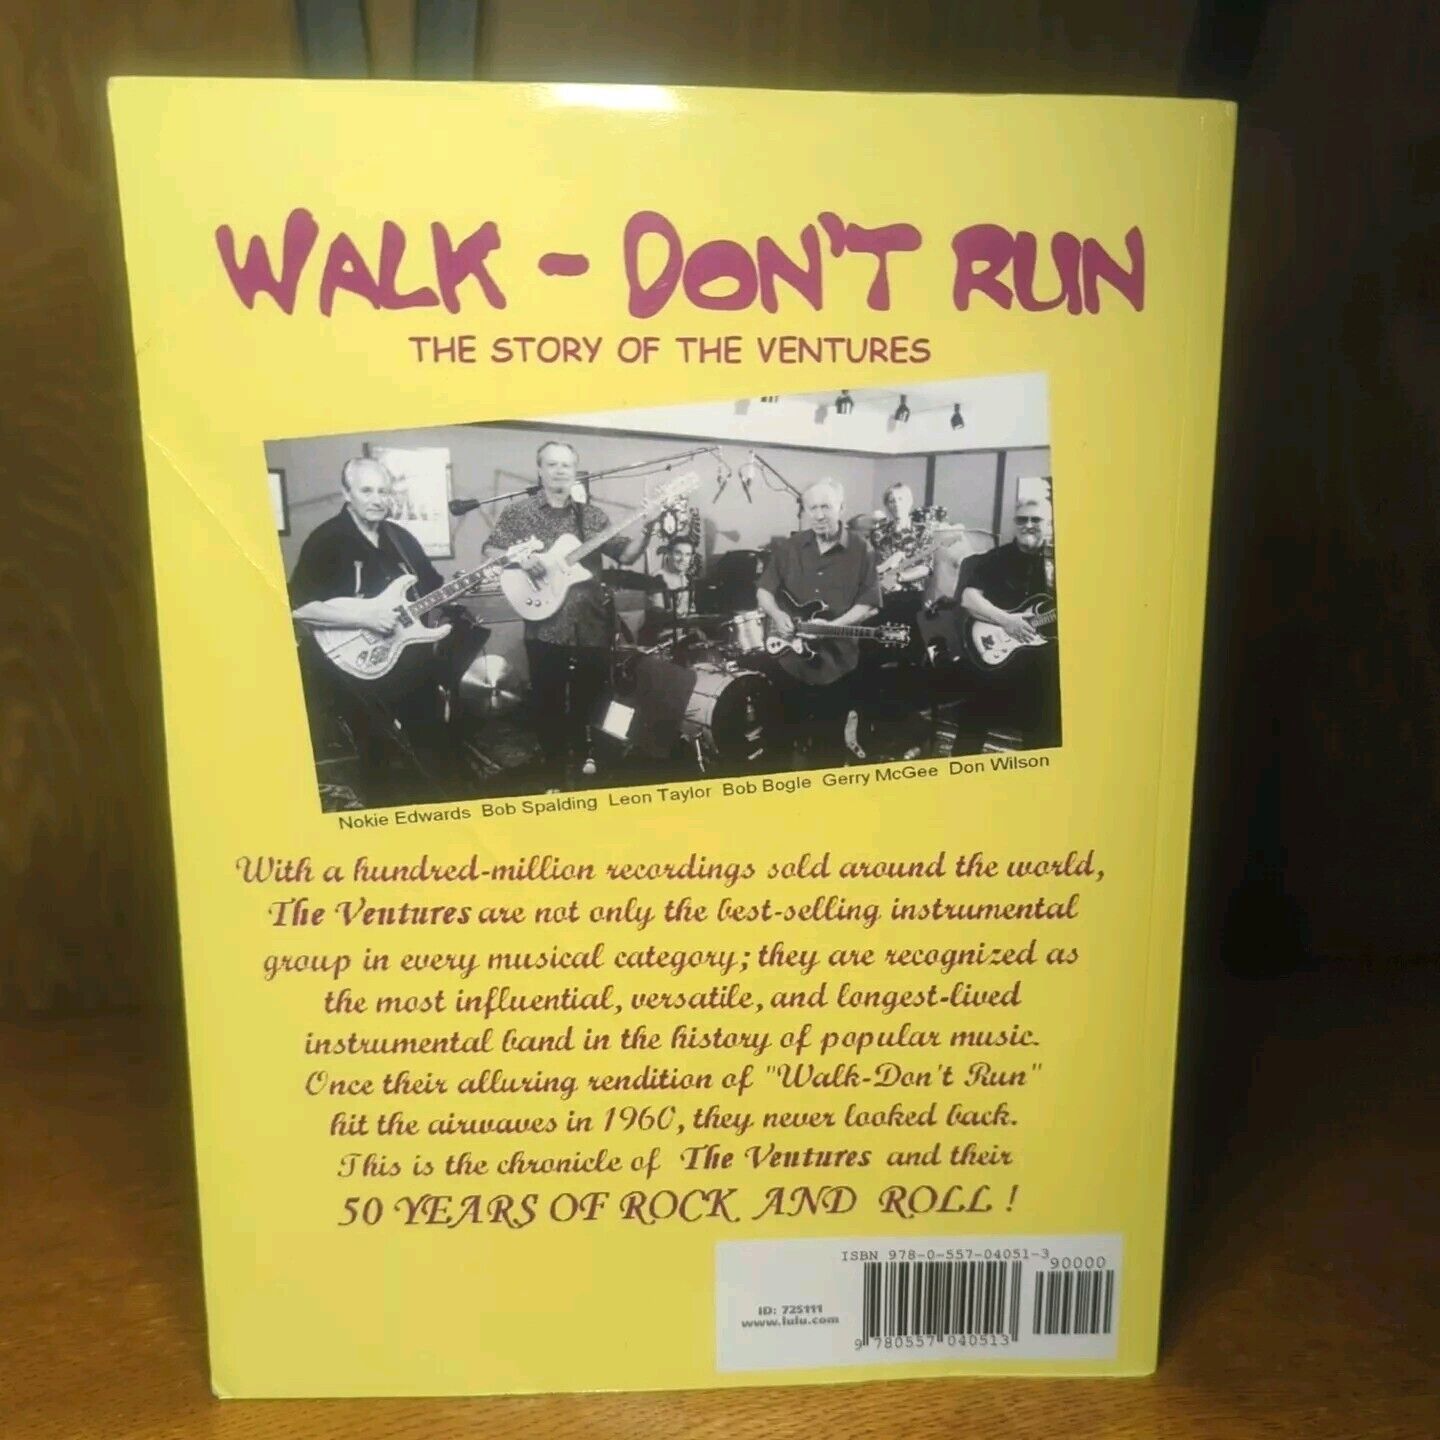 WALK - DON'T RUN
THE STORY OF THE VENTURES
Nokie Edwards Bob Spalding Leon Taylor Bob Bogle Gerry McGee Don Wilson
With a hundred-million recordings sold around the world,
The Ventures are not only the best-selling instrumental
group in every musical category; they are recognized as
the most influential, versatile, and longest-lived
instrumental band in the history of popular music.
Once their alluring rendition of "Walk-Don't Run"
hit the airwaves in 1960, they never looked back.
This is the chronicle of The Ventures and their
50 YEARS OF ROCK AND ROLL !
ISBN 978-0-557-04051-3
90000
ID: 725111
www.lulu.com
9 780557 040513